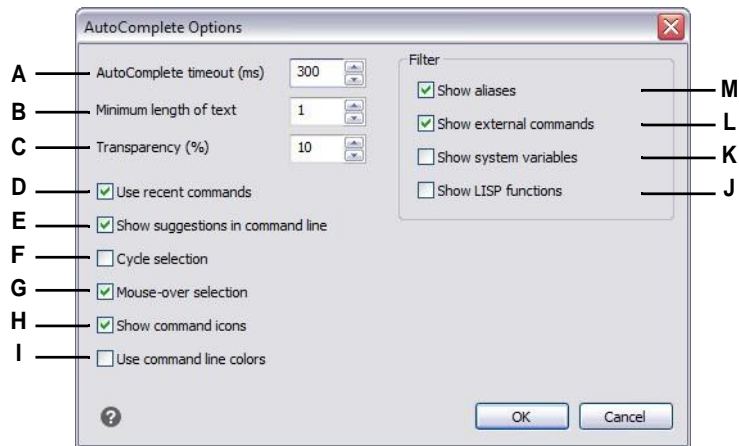 AutoComplete Options
A AutoComplete timeout (ms) 300
B Minimum length of text 1
C Transparency (%) 10
D Use recent commands
E Show suggestions in command line
F Cycle selection
G Mouse-over selection
H Show command icons
I Use command line colors
Filter
Show aliases M
Show external commands L
Show system variables K
Show LISP functions J
?
OK Cancel